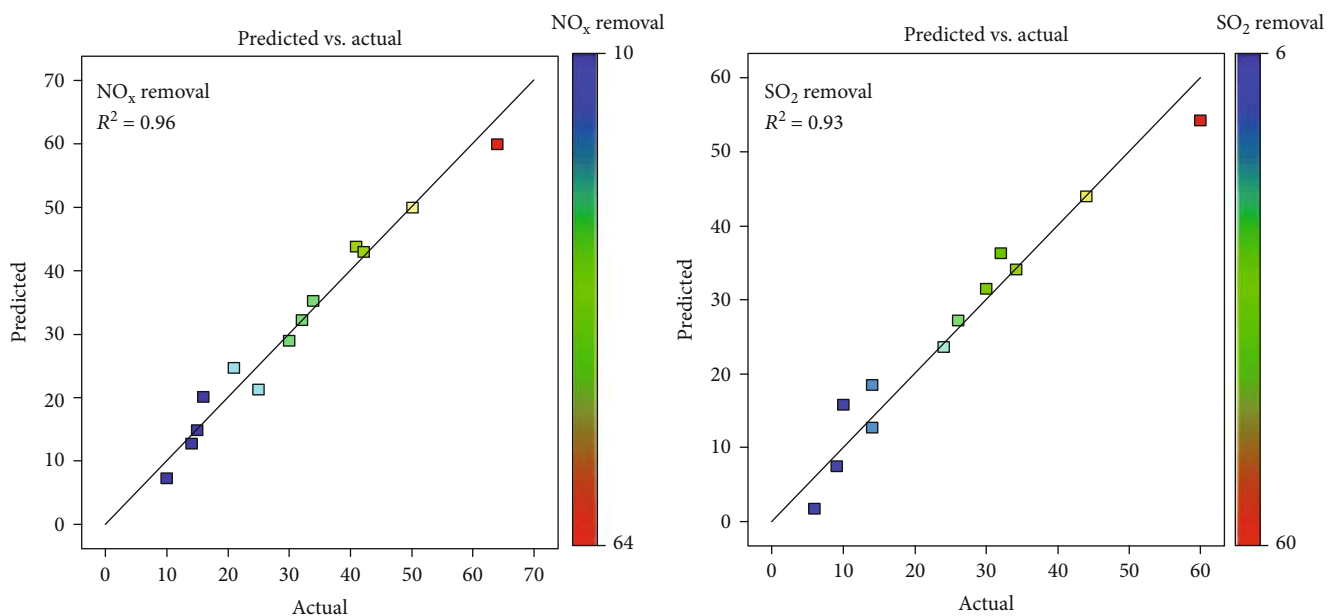 Predicted vs. actual
NOx removal
R² = 0.96
70
60
50
40
30
20
10
0
Predicted
0 10 20 30 40 50 60 70
Actual
NOx removal
10
64
Predicted vs. actual
SO2 removal
R² = 0.93
60
50
40
30
20
10
0
Predicted
0 10 20 30 40 50 60
Actual
SO2 removal
6
60